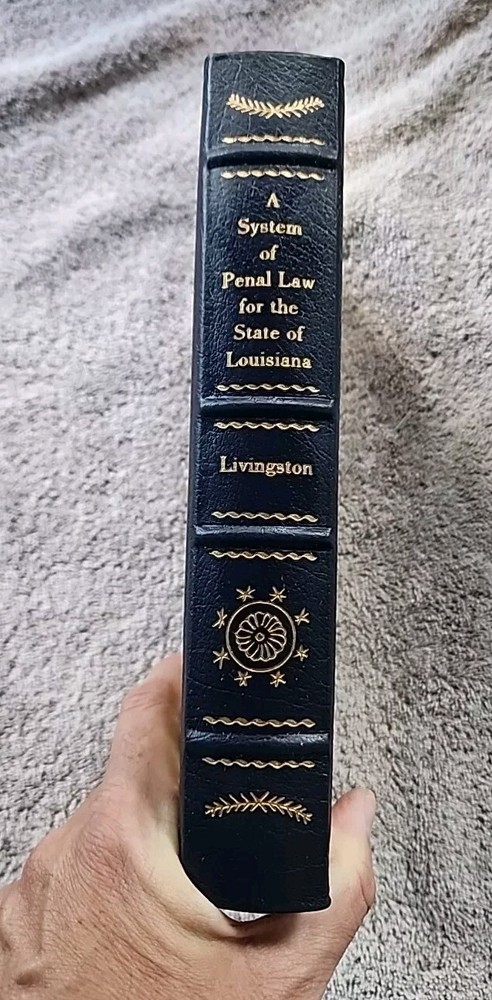 A
System
of
Penal Law
for the
State of
Louisiana
Livingston